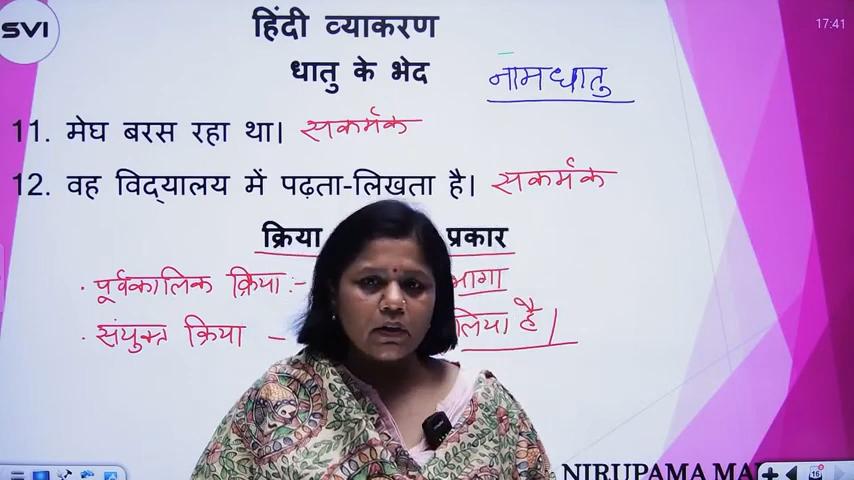 SVI
17:41
हिंदी व्याकरण
धातु के भेद
नामधातु
11. मेघ बरस रहा था। सकर्मक
12. वह विद्यालय में पढ़ता-लिखता है। सकर्मक
क्रिया प्रकार
· पूर्वकालिक क्रिया :- भागा
· संयुक्त क्रिया - लिया है।
NIRUPAMA
16